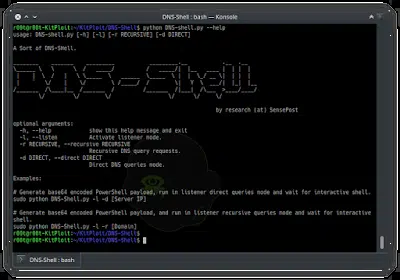 DNS-Shell : bash — Konsole
r00t@r00t-KitPloit:~/KitPloit/DNS-Shell$ python DNS-shell.py --help
usage: DNS-shell.py [-h] [-l] [-r RECURSIVE] [-d DIRECT]
A Sort of DNS-Shell.
DNS-Shell
by research (at) SensePost
optional arguments:
-h, --help show this help message and exit
-l, --listen Activate listener mode.
-r RECURSIVE, --recursive RECURSIVE
Recursive DNS query requests.
-d DIRECT, --direct DIRECT
Direct DNS queries mode.
Examples:
# Generate base64 encoded PowerShell payload, run in listener direct queries mode and wait for interactive shell.
sudo python DNS-Shell.py -l -d [Server IP]
# Generate base64 encoded PowerShell payload, and run in listener recursive queries mode and wait for interactive
shell.
sudo python DNS-Shell.py -l -r [Domain]
r00t@r00t-KitPloit:~/KitPloit/DNS-Shell$
r00t@r00t-KitPloit:~/KitPloit/DNS-Shell$
DNS-Shell : bash